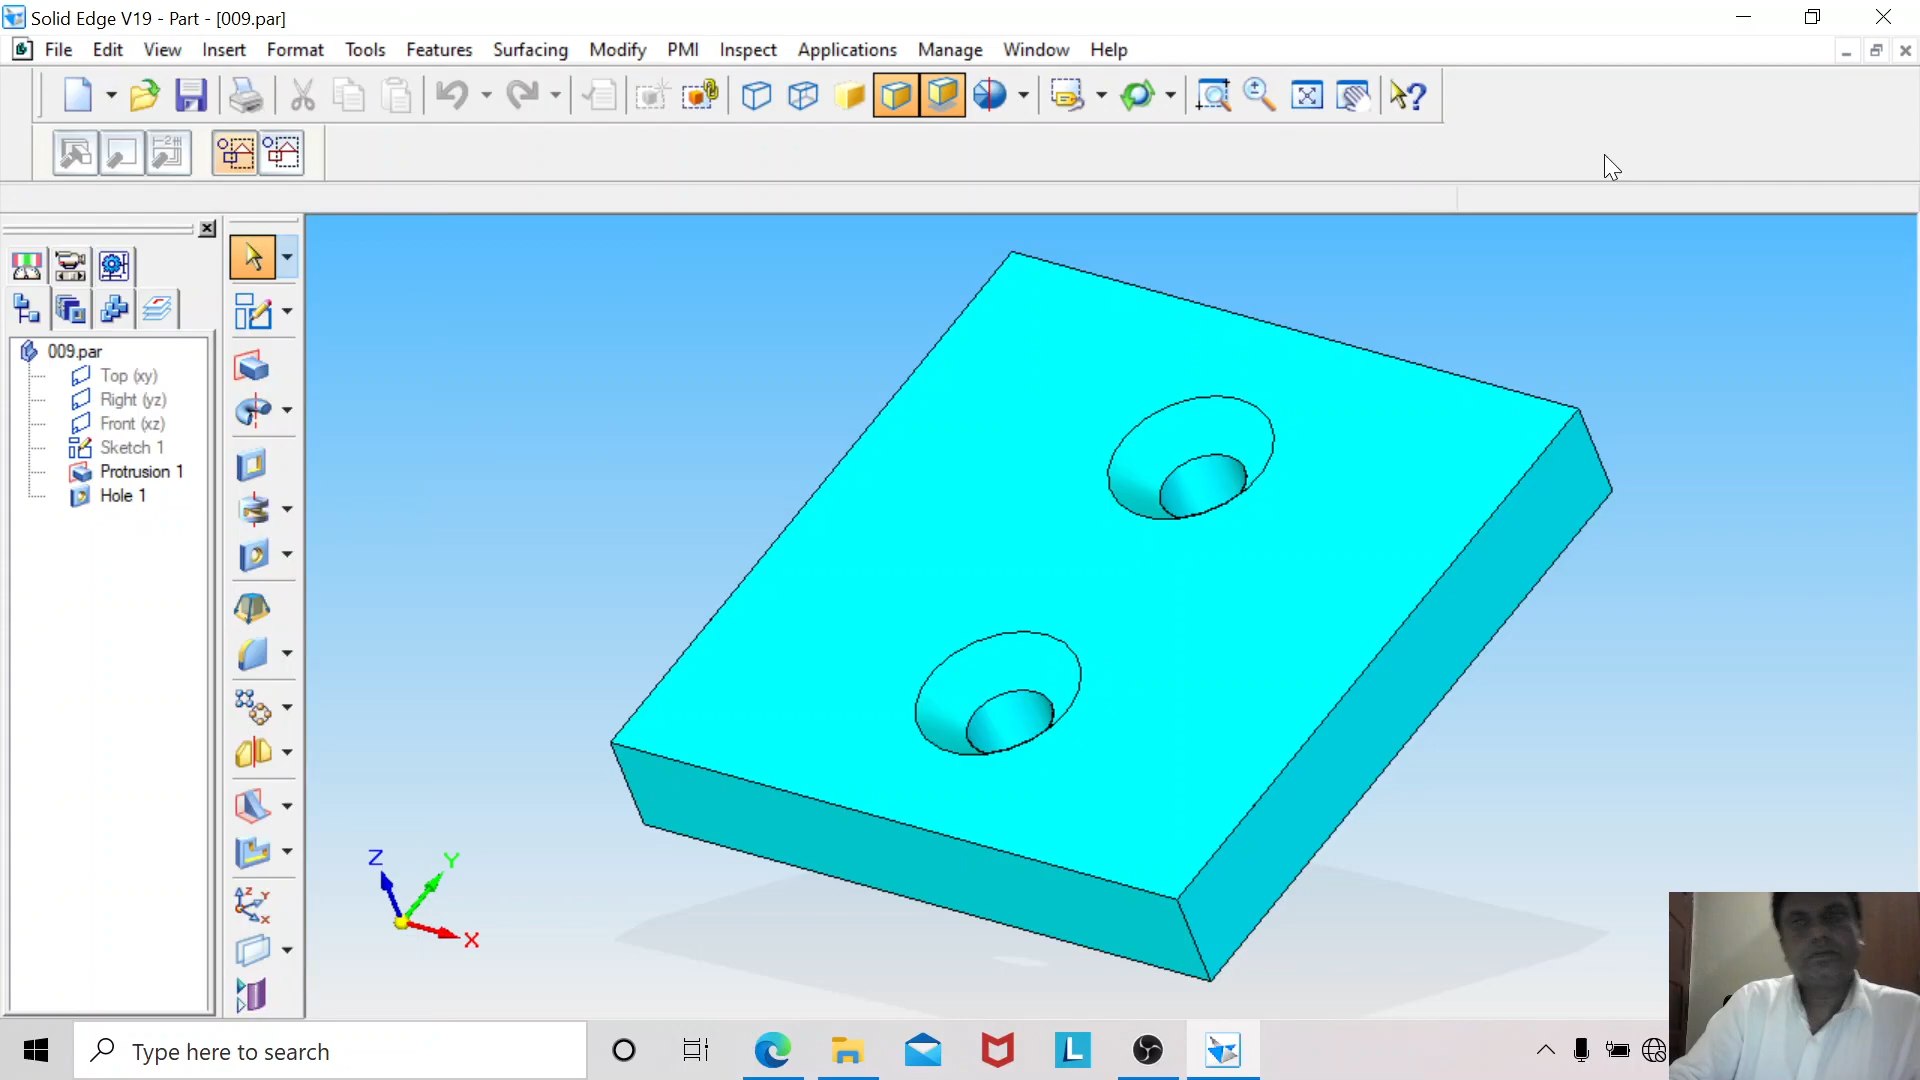 Solid Edge V19 - Part - [009.par]
File Edit View Insert Format Tools Features Surfacing Modify PMI Inspect Applications Manage Window Help
009.par
Top (xy)
Right (yz)
Front (xz)
Sketch 1
Protrusion 1
Hole 1
Z
Y
X
Type here to search